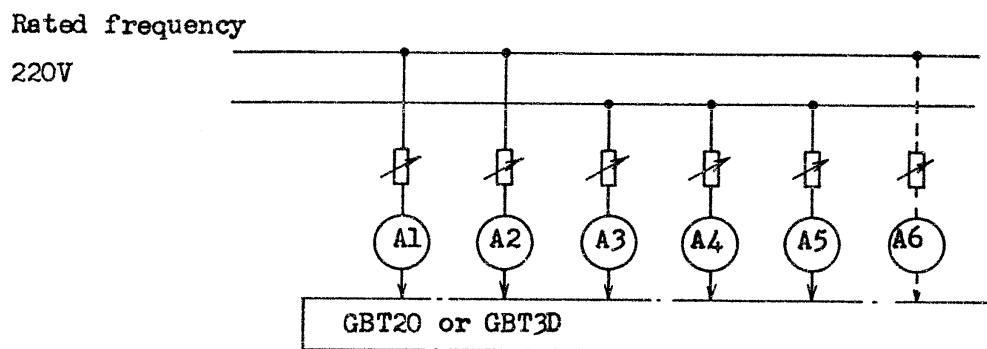 Rated frequency
220V
A1 A2 A3 A4 A5 A6
GBT20 or GBT3D